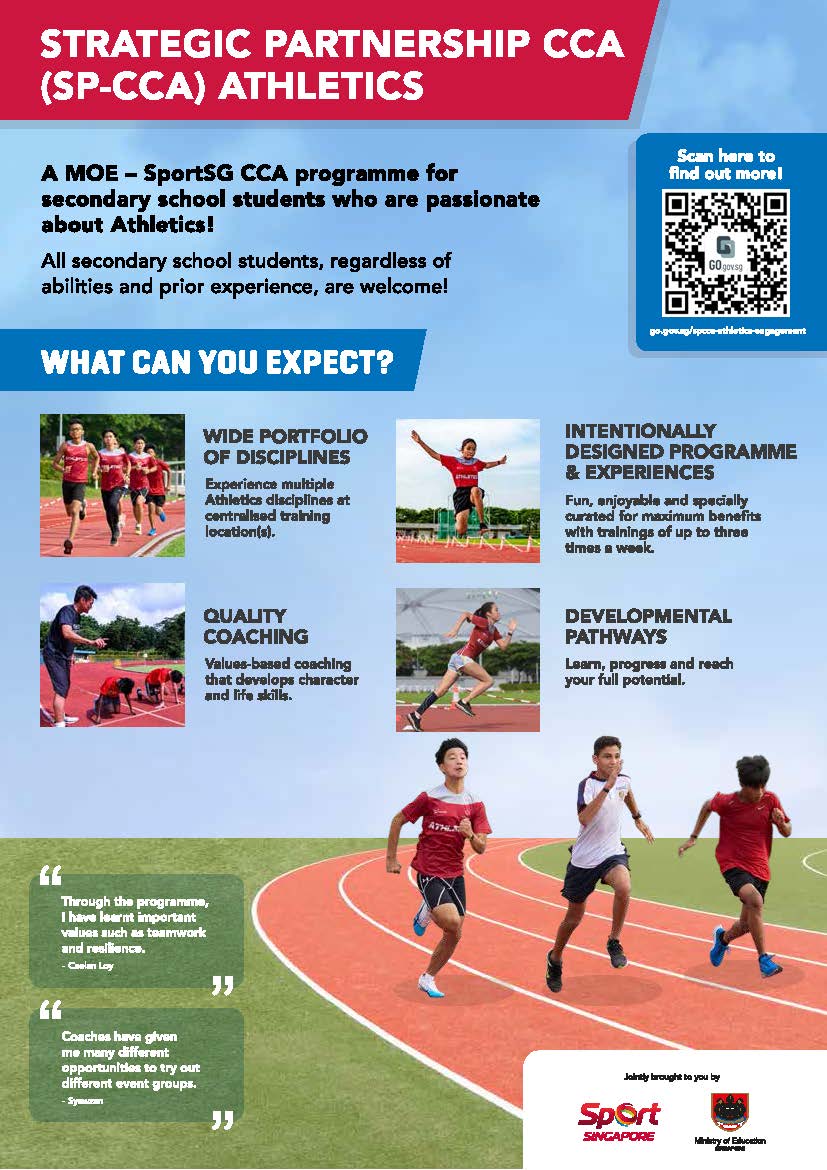 STRATEGIC PARTNERSHIP CCA
(SP-CCA) ATHLETICS
A MOE – SportSG CCA programme for
secondary school students who are passionate
about Athletics!
All secondary school students, regardless of
abilities and prior experience, are welcome!
Scan here to
find out more!
GOgov.sg
go.gov.sg/spcca-athletics-engagement
WHAT CAN YOU EXPECT?
WIDE PORTFOLIO
OF DISCIPLINES
Experience multiple
Athletics disciplines at
centralised training
location(s).
INTENTIONALLY
DESIGNED PROGRAMME
& EXPERIENCES
Fun, enjoyable and specially
curated for maximum benefits
with trainings of up to three
times a week.
QUALITY
COACHING
Values-based coaching
that develops character
and life skills.
DEVELOPMENTAL
PATHWAYS
Learn, progress and reach
your full potential.
“
Through the programme,
I have learnt important
values such as teamwork
and resilience.
- Caelan Loy
”
“
Coaches have given
me many different
opportunities to try out
different event groups.
”
Jointly brought to you by
Sport
SINGAPORE
Ministry of Education
SINGAPORE